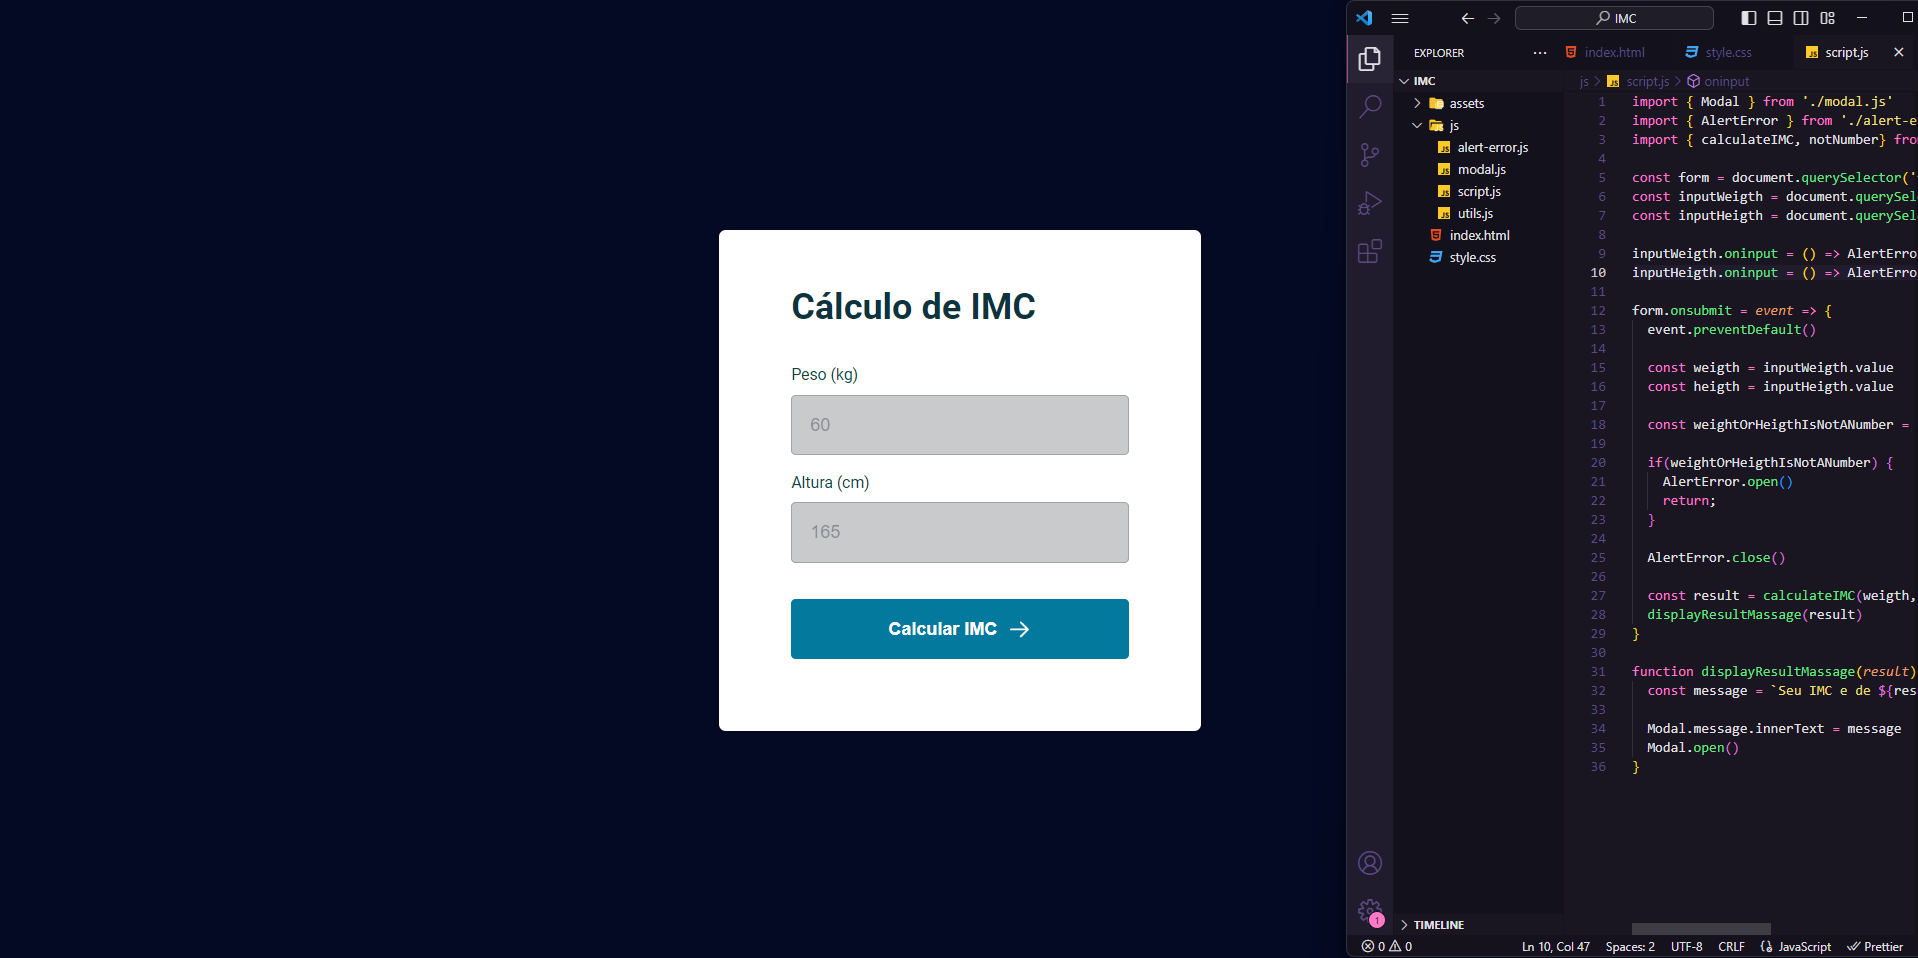 Cálculo de IMC
Peso (kg)
60
Altura (cm)
165
Calcular IMC
IMC
EXPLORER
index.html
style.css
script.js
IMC
assets
js
alert-error.js
modal.js
script.js
utils.js
index.html
style.css
js > script.js > oninput
1 import { Modal } from './modal.js'
2 import { AlertError } from './alert-e
3 import { calculateIMC, notNumber} fro
4
5 const form = document.querySelector('
6 const inputWeigth = document.querySel
7 const inputHeigth = document.querySel
8
9 inputWeigth.oninput = () => AlertErro
10 inputHeigth.oninput = () => AlertErro
11
12 form.onsubmit = event => {
13 event.preventDefault()
14
15 const weigth = inputWeigth.value
16 const heigth = inputHeigth.value
17
18 const weightOrHeigthIsNotANumber =
19
20 if(weightOrHeigthIsNotANumber) {
21 AlertError.open()
22 return;
23 }
24
25 AlertError.close()
26
27 const result = calculateIMC(weigth,
28 displayResultMassage(result)
29 }
30
31 function displayResultMassage(result)
32 const message = `Seu IMC e de ${res
33
34 Modal.message.innerText = message
35 Modal.open()
36 }
1
TIMELINE
0 0
Ln 10, Col 47
Spaces: 2
UTF-8
CRLF
JavaScript
Prettier